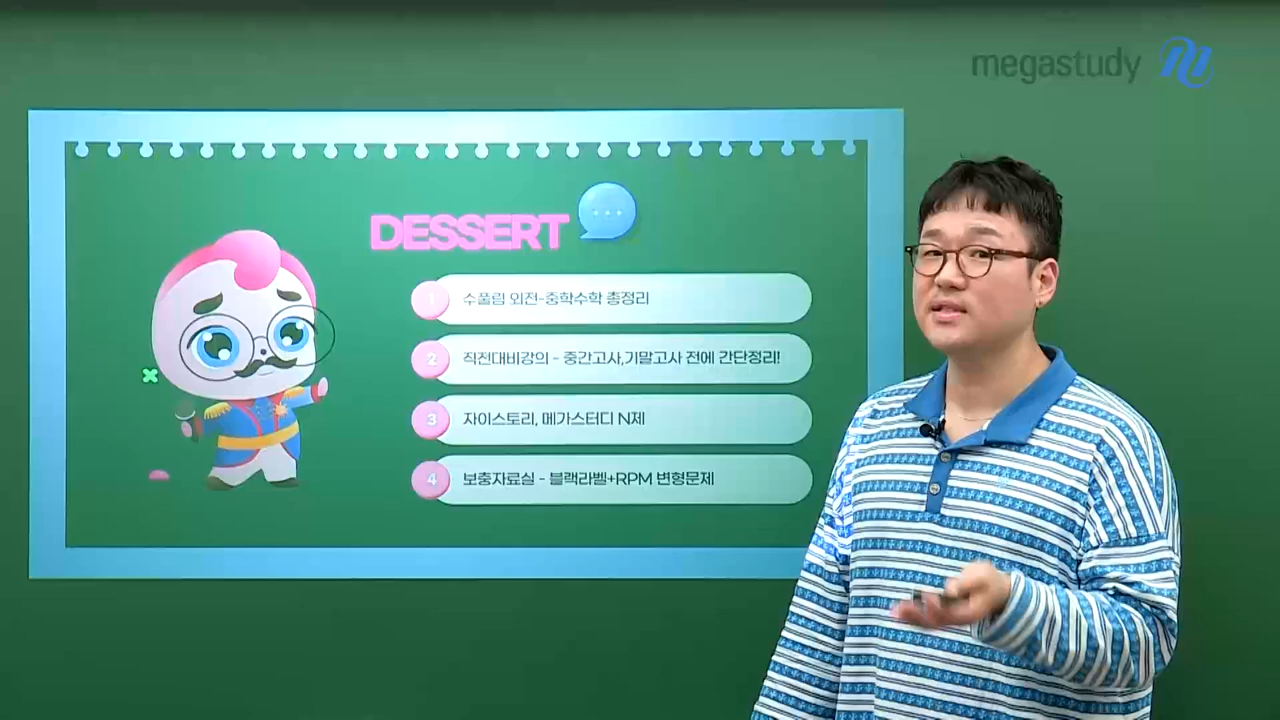 megastudy
DESSERT
1 수풀림 외전-중학수학 총정리
2 직전대비강의 - 중간고사,기말고사 전에 간단정리!
3 자이스토리, 메가스터디 N제
4 보충자료실 - 블랙라벨+RPM 변형문제